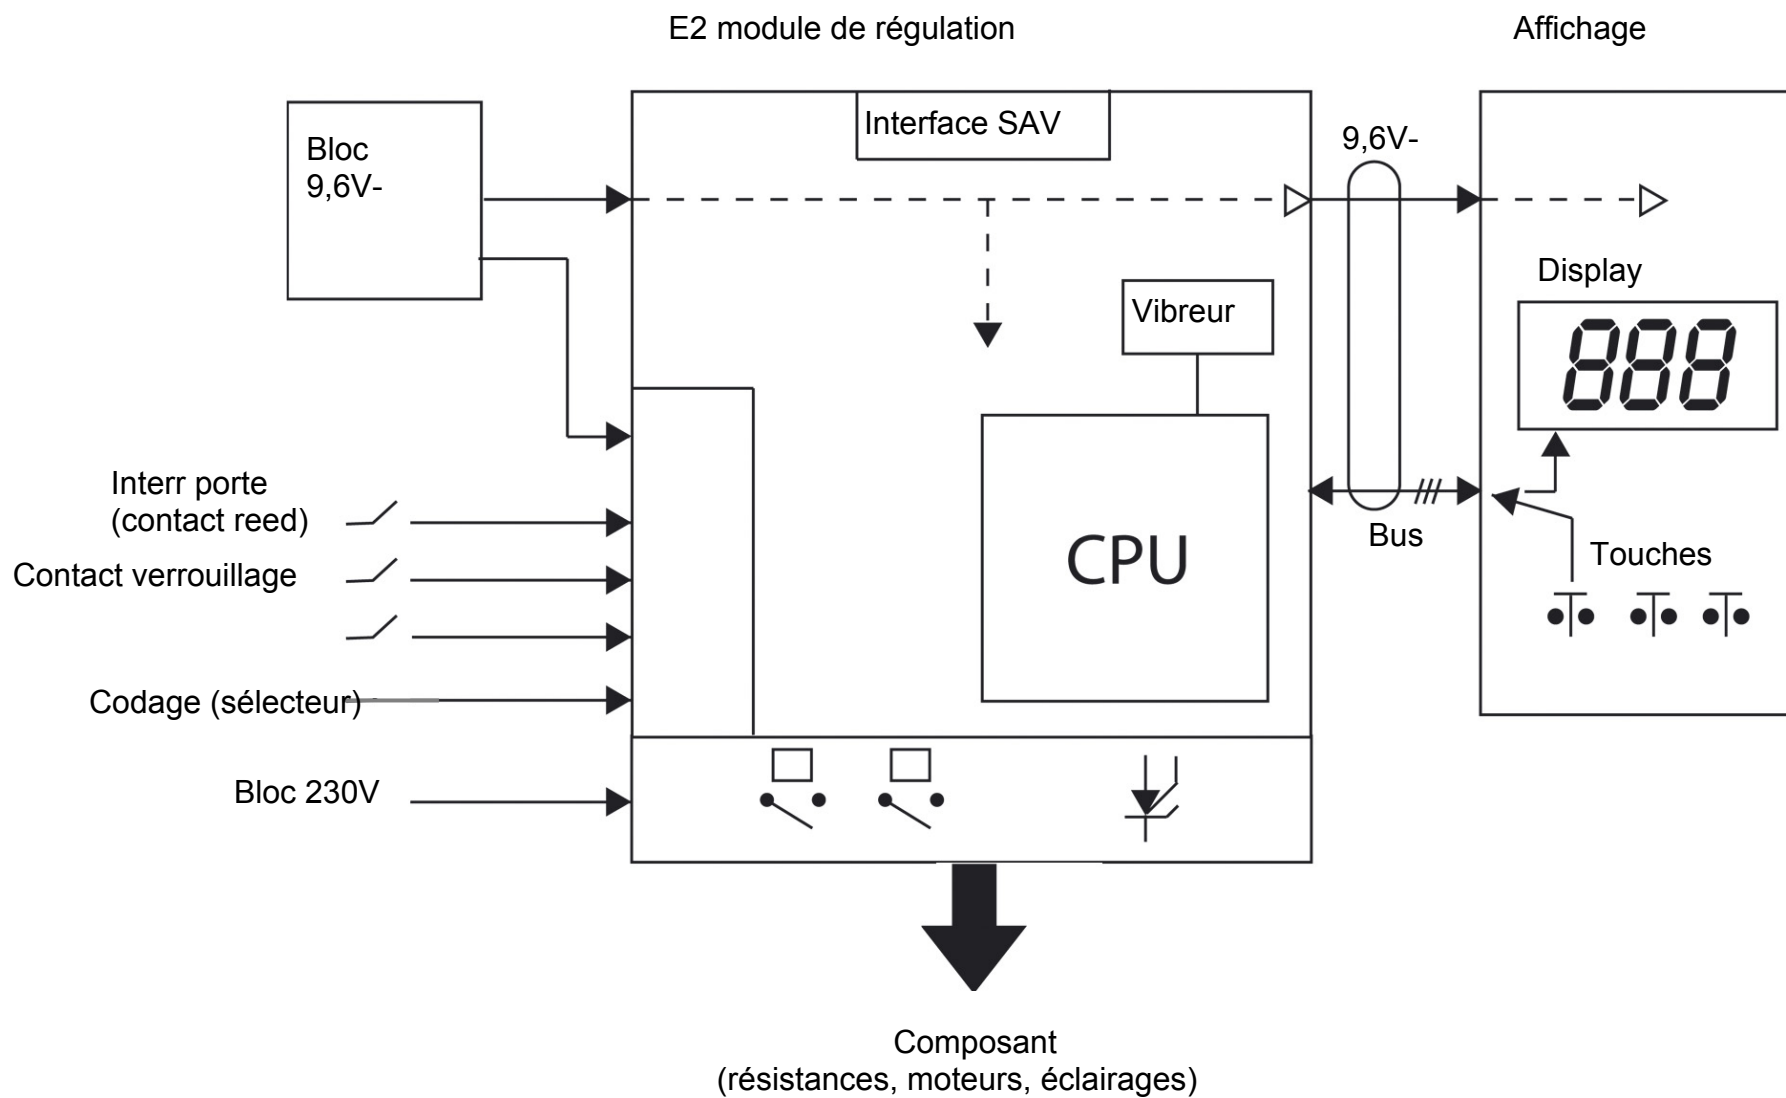 E2 module de régulation
Affichage
Interface SAV
Bloc
9,6V-
9,6V-
Display
Vibreur
888
Interr porte
(contact reed)
Bus
CPU
Touches
Contact verrouillage
Codage (sélecteur)
Bloc 230V
Composant
(résistances, moteurs, éclairages)